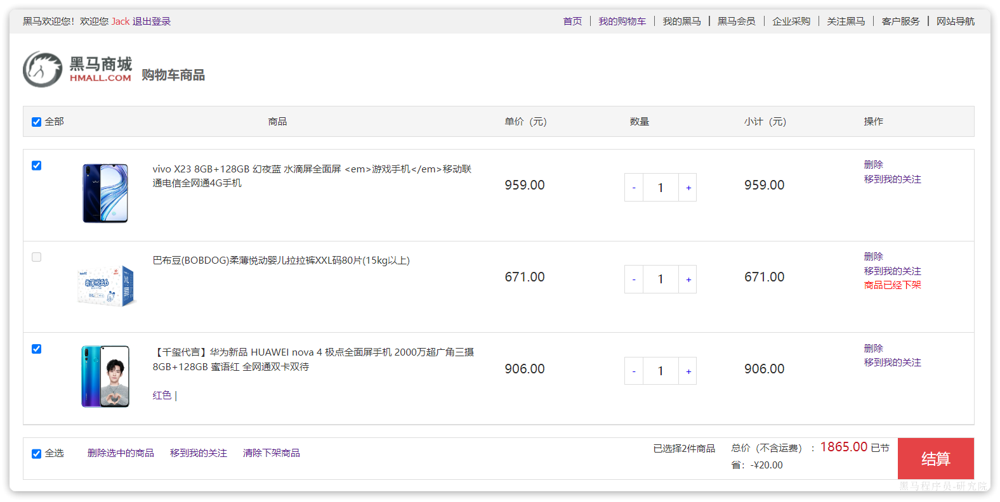 黑马欢迎您！欢迎您 Jack 退出登录
首页 | 我的购物车 | 我的黑马 | 黑马会员 | 企业采购 | 关注黑马 | 客户服务 | 网站导航
黑马商城
HMALL.COM
购物车商品
全部 商品 单价（元） 数量 小计（元） 操作
vivo X23 8GB+128GB 幻夜蓝 水滴屏全面屏 <em>游戏手机</em>移动联
通电信全网通4G手机
959.00 - 1 + 959.00
删除
移到我的关注
巴布豆(BOBDOG)柔薄悦动婴儿拉拉裤XXL码80片(15kg以上)
671.00 - 1 + 671.00
删除
移到我的关注
商品已经下架
【千玺代言】华为新品 HUAWEI nova 4 极点全面屏手机 2000万超广角三摄
8GB+128GB 蜜语红 全网通双卡双待
红色 |
906.00 - 1 + 906.00
删除
移到我的关注
全选 删除选中的商品 移到我的关注 清除下架商品
已选择2件商品 总价（不含运费）：1865.00 已节
省：-¥20.00
结算
黑马程序员-研究院